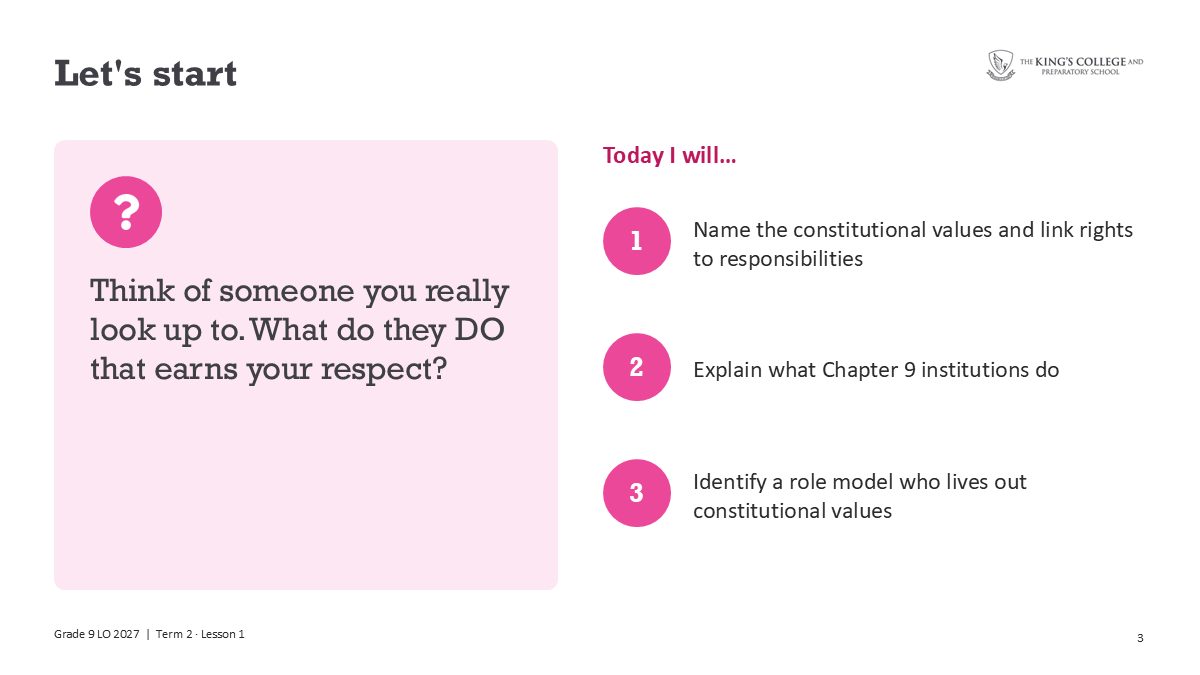 Let's start
THE KING'S COLLEGE AND
PREPARATORY SCHOOL
?
Think of someone you really
look up to. What do they DO
that earns your respect?
Today I will...
1
Name the constitutional values and link rights
to responsibilities
2
Explain what Chapter 9 institutions do
3
Identify a role model who lives out
constitutional values
Grade 9 LO 2027 | Term 2 · Lesson 1
3